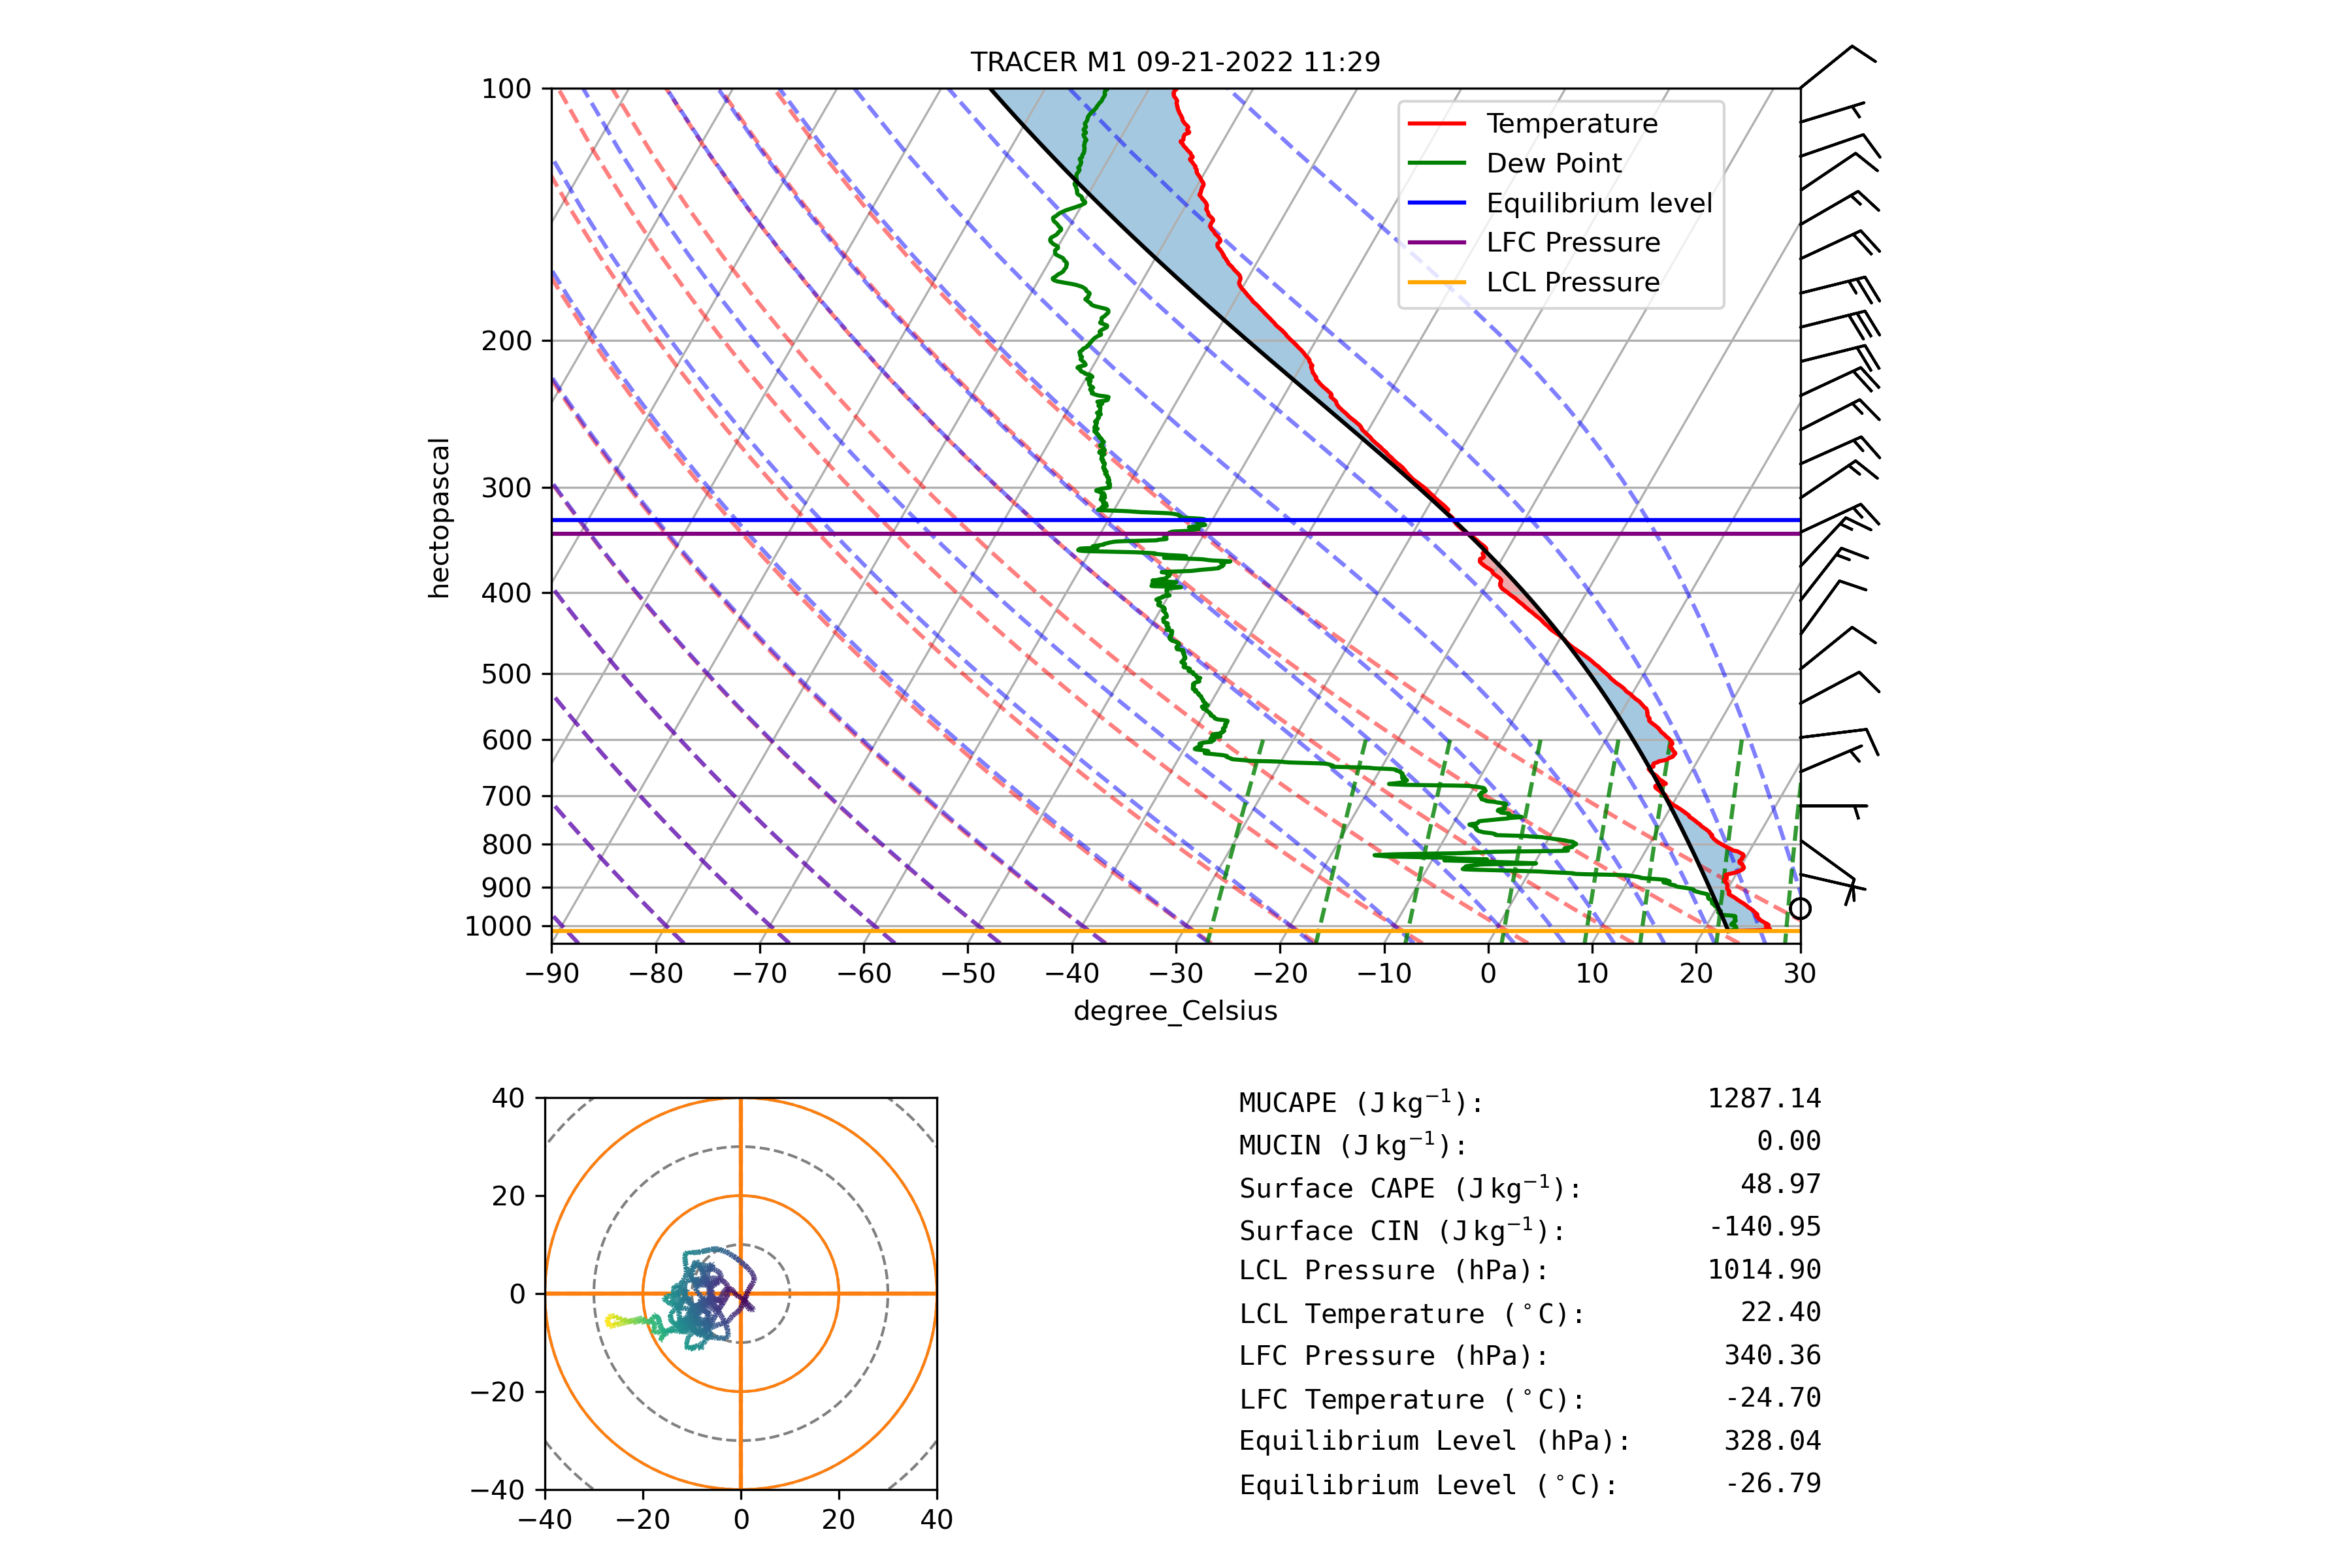 TRACER M1 09-21-2022 11:29
100
200
300
400
500
600
700
800
900
1000
hectopascal
Temperature
Dew Point
Equilibrium level
LFC Pressure
LCL Pressure
−90 −80 −70 −60 −50 −40 −30 −20 −10 0 10 20 30
degree_Celsius
40
20
0
−20
−40
−40 −20 0 20 40
MUCAPE (J kg⁻¹): 1287.14
MUCIN (J kg⁻¹): 0.00
Surface CAPE (J kg⁻¹): 48.97
Surface CIN (J kg⁻¹): -140.95
LCL Pressure (hPa): 1014.90
LCL Temperature (°C): 22.40
LFC Pressure (hPa): 340.36
LFC Temperature (°C): -24.70
Equilibrium Level (hPa): 328.04
Equilibrium Level (°C): -26.79